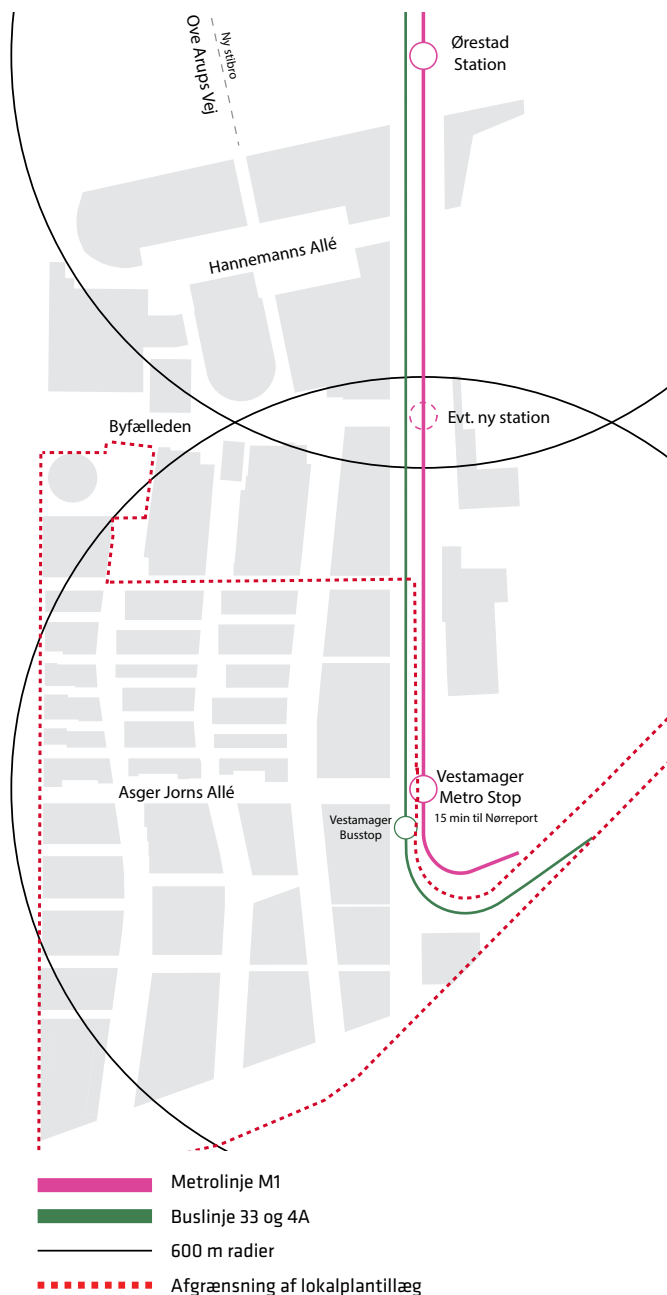 Ny stibro
Ove Arups Vej
Ørestad
Station
Hannemanns Allé
Byfælleden
Evt. ny station
Asger Jorns Allé
Vestamager
Metro Stop
15 min til Nørreport
Vestamager
Busstop
Metrolinje M1
Buslinje 33 og 4A
600 m radier
Afgrænsning af lokalplantillæg